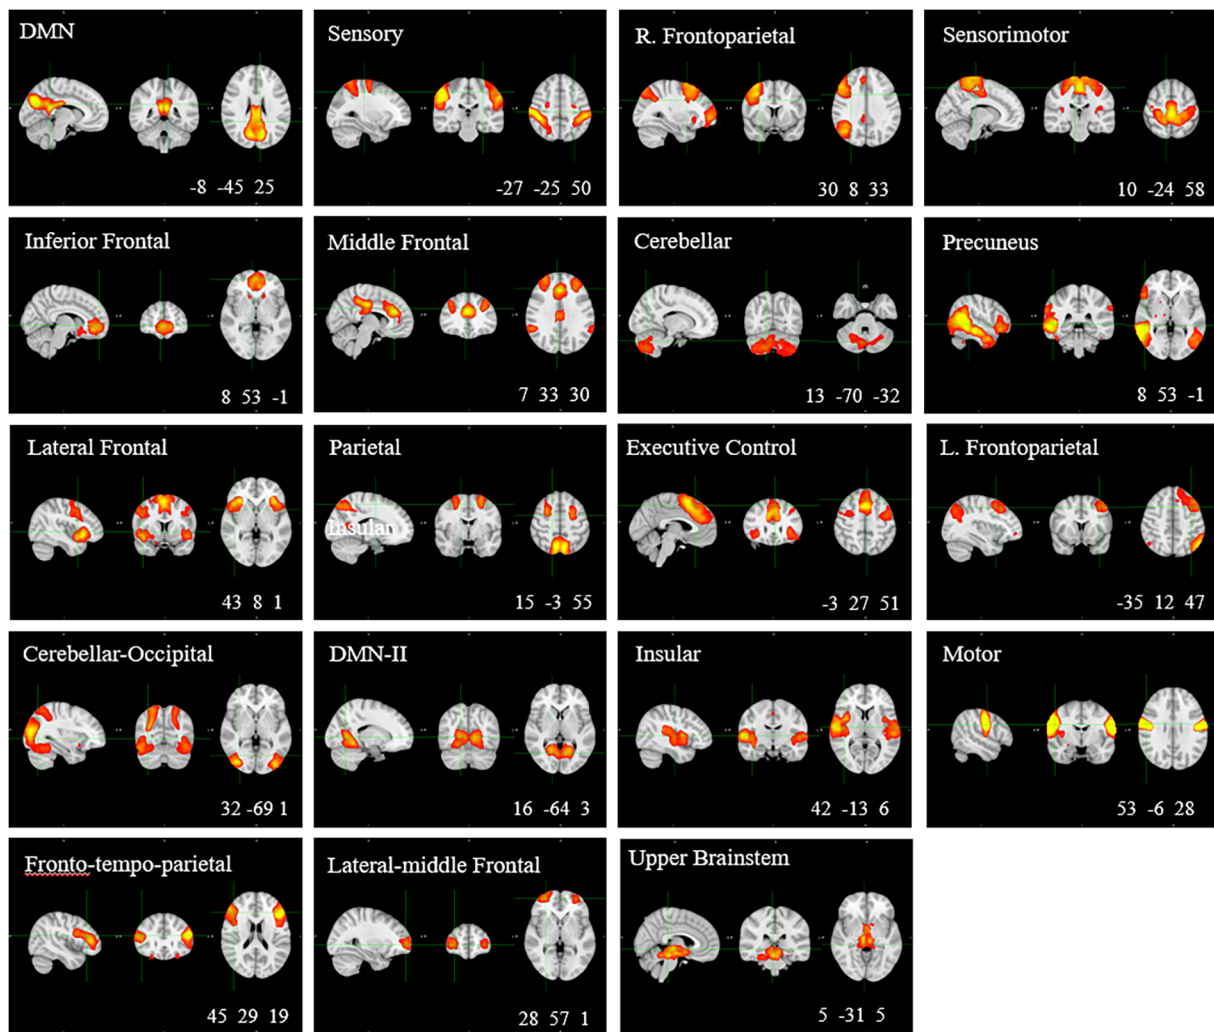 DMN
-8 -45 25
Sensory
-27 -25 50
R. Frontoparietal
30 8 33
Sensorimotor
10 -24 58
Inferior Frontal
8 53 -1
Middle Frontal
7 33 30
Cerebellar
13 -70 -32
Precuneus
8 53 -1
Lateral Frontal
43 8 1
Parietal
Insular
15 -3 55
Executive Control
-3 27 51
L. Frontoparietal
-35 12 47
Cerebellar-Occipital
32 -69 1
DMN-II
16 -64 3
Insular
42 -13 6
Motor
53 -6 28
Fronto-tempo-parietal
45 29 19
Lateral-middle Frontal
28 57 1
Upper Brainstem
5 -31 5